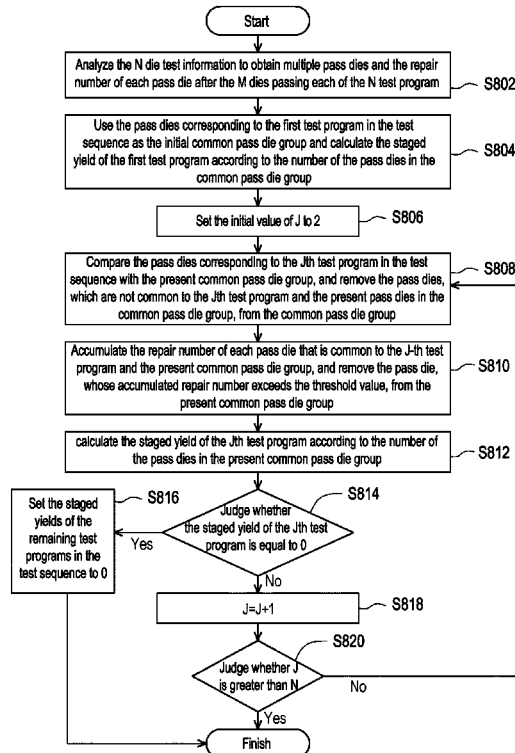 Start
Analyze the N die test information to obtain multiple pass dies and the repair
number of each pass die after the M dies passing each of the N test program
S802
Use the pass dies corresponding to the first test program in the test
sequence as the initial common pass die group and calculate the staged
yield of the first test program according to the number of the pass dies in the
common pass die group
S804
Set the initial value of J to 2
S806
Compare the pass dies corresponding to the Jth test program in the test
sequence with the present common pass die group, and remove the pass dies,
which are not common to the Jth test program and the present pass dies in the
common pass die group, from the common pass die group
S808
Accumulate the repair number of each pass die that is common to the J-th test
program and the present common pass die group, and remove the pass die,
whose accumulated repair number exceeds the threshold value, from the
present common pass die group
S810
calculate the staged yield of the Jth test program according to the number of
the pass dies in the present common pass die group
S812
S816
Set the staged
yields of the
remaining test
programs in the
test sequence to 0
Yes
S814
Judge whether
the staged yield of the Jth test
program is equal to 0
No
J=J+1
S818
S820
Judge whether J
is greater than N
No
Yes
Finish